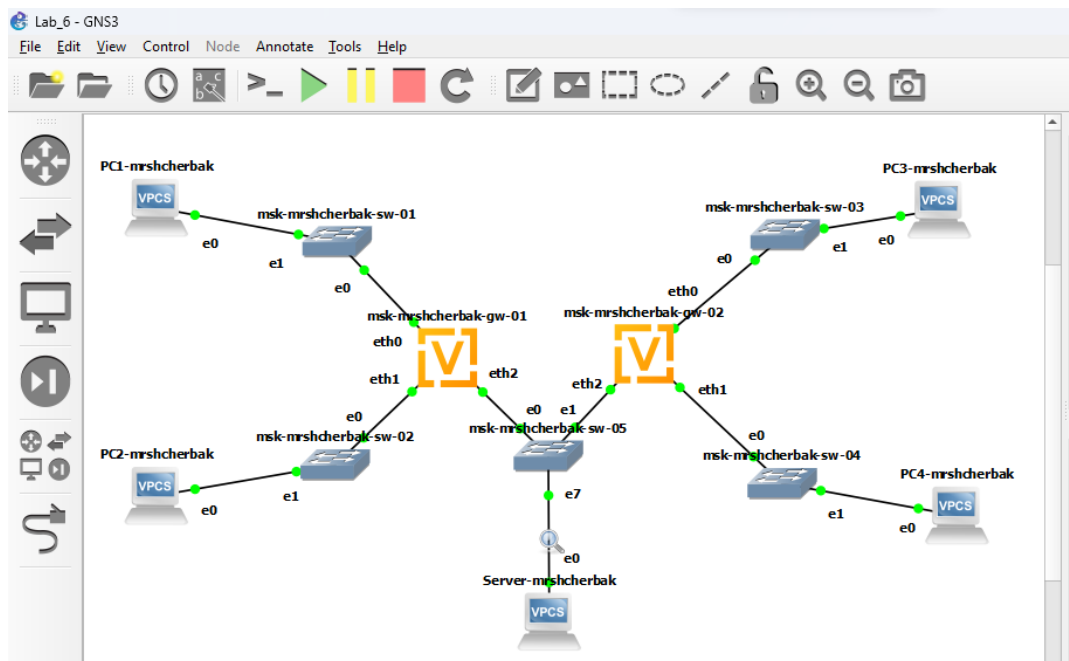 Lab_6 - GNS3
File Edit View Control Node Annotate Tools Help
a c
b
PC1-mrshcherbak
VPCS
e0
msk-mrshcherbak-sw-01
e1
e0
PC3-mrshcherbak
VPCS
msk-mrshcherbak-sw-03
e1
e0
e0
eth0
msk-mrshcherbak-gw-01
V
eth0
eth1
eth2
msk-mrshcherbak-gw-02
V
eth2
eth1
e0
msk-mrshcherbak-sw-02
e1
PC2-mrshcherbak
VPCS
e0
e0 e1
msk-mrshcherbak-sw-05
e7
e0
msk-mrshcherbak-sw-04
e1
PC4-mrshcherbak
VPCS
e0
e0
Server-mrshcherbak
VPCS